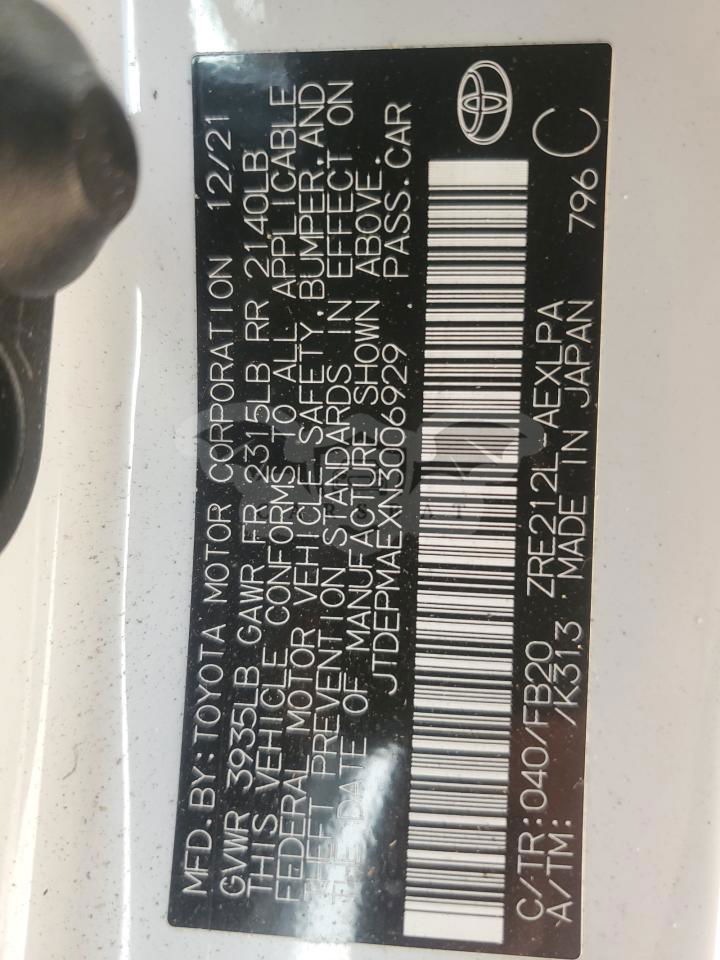 MFD.BY:TOYOTA MOTOR CORPORATION 12/21
GVWR 3935LB GAWR FR 2315LB RR 2140LB
THIS VEHICLE CONFORMS TO ALL APPLICABLE
FEDERAL MOTOR VEHICLE SAFETY,BUMPER,AND
THEFT PREVENTION STANDARDS IN EFFECT ON
THE DATE OF MANUFACTURE SHOWN ABOVE.
JTDEPMAEXN3006929 PASS.CAR
C/TR:040/FB20 ZRE212L-AEXLPA 796 C
A/TM: /K313 MADE IN JAPAN